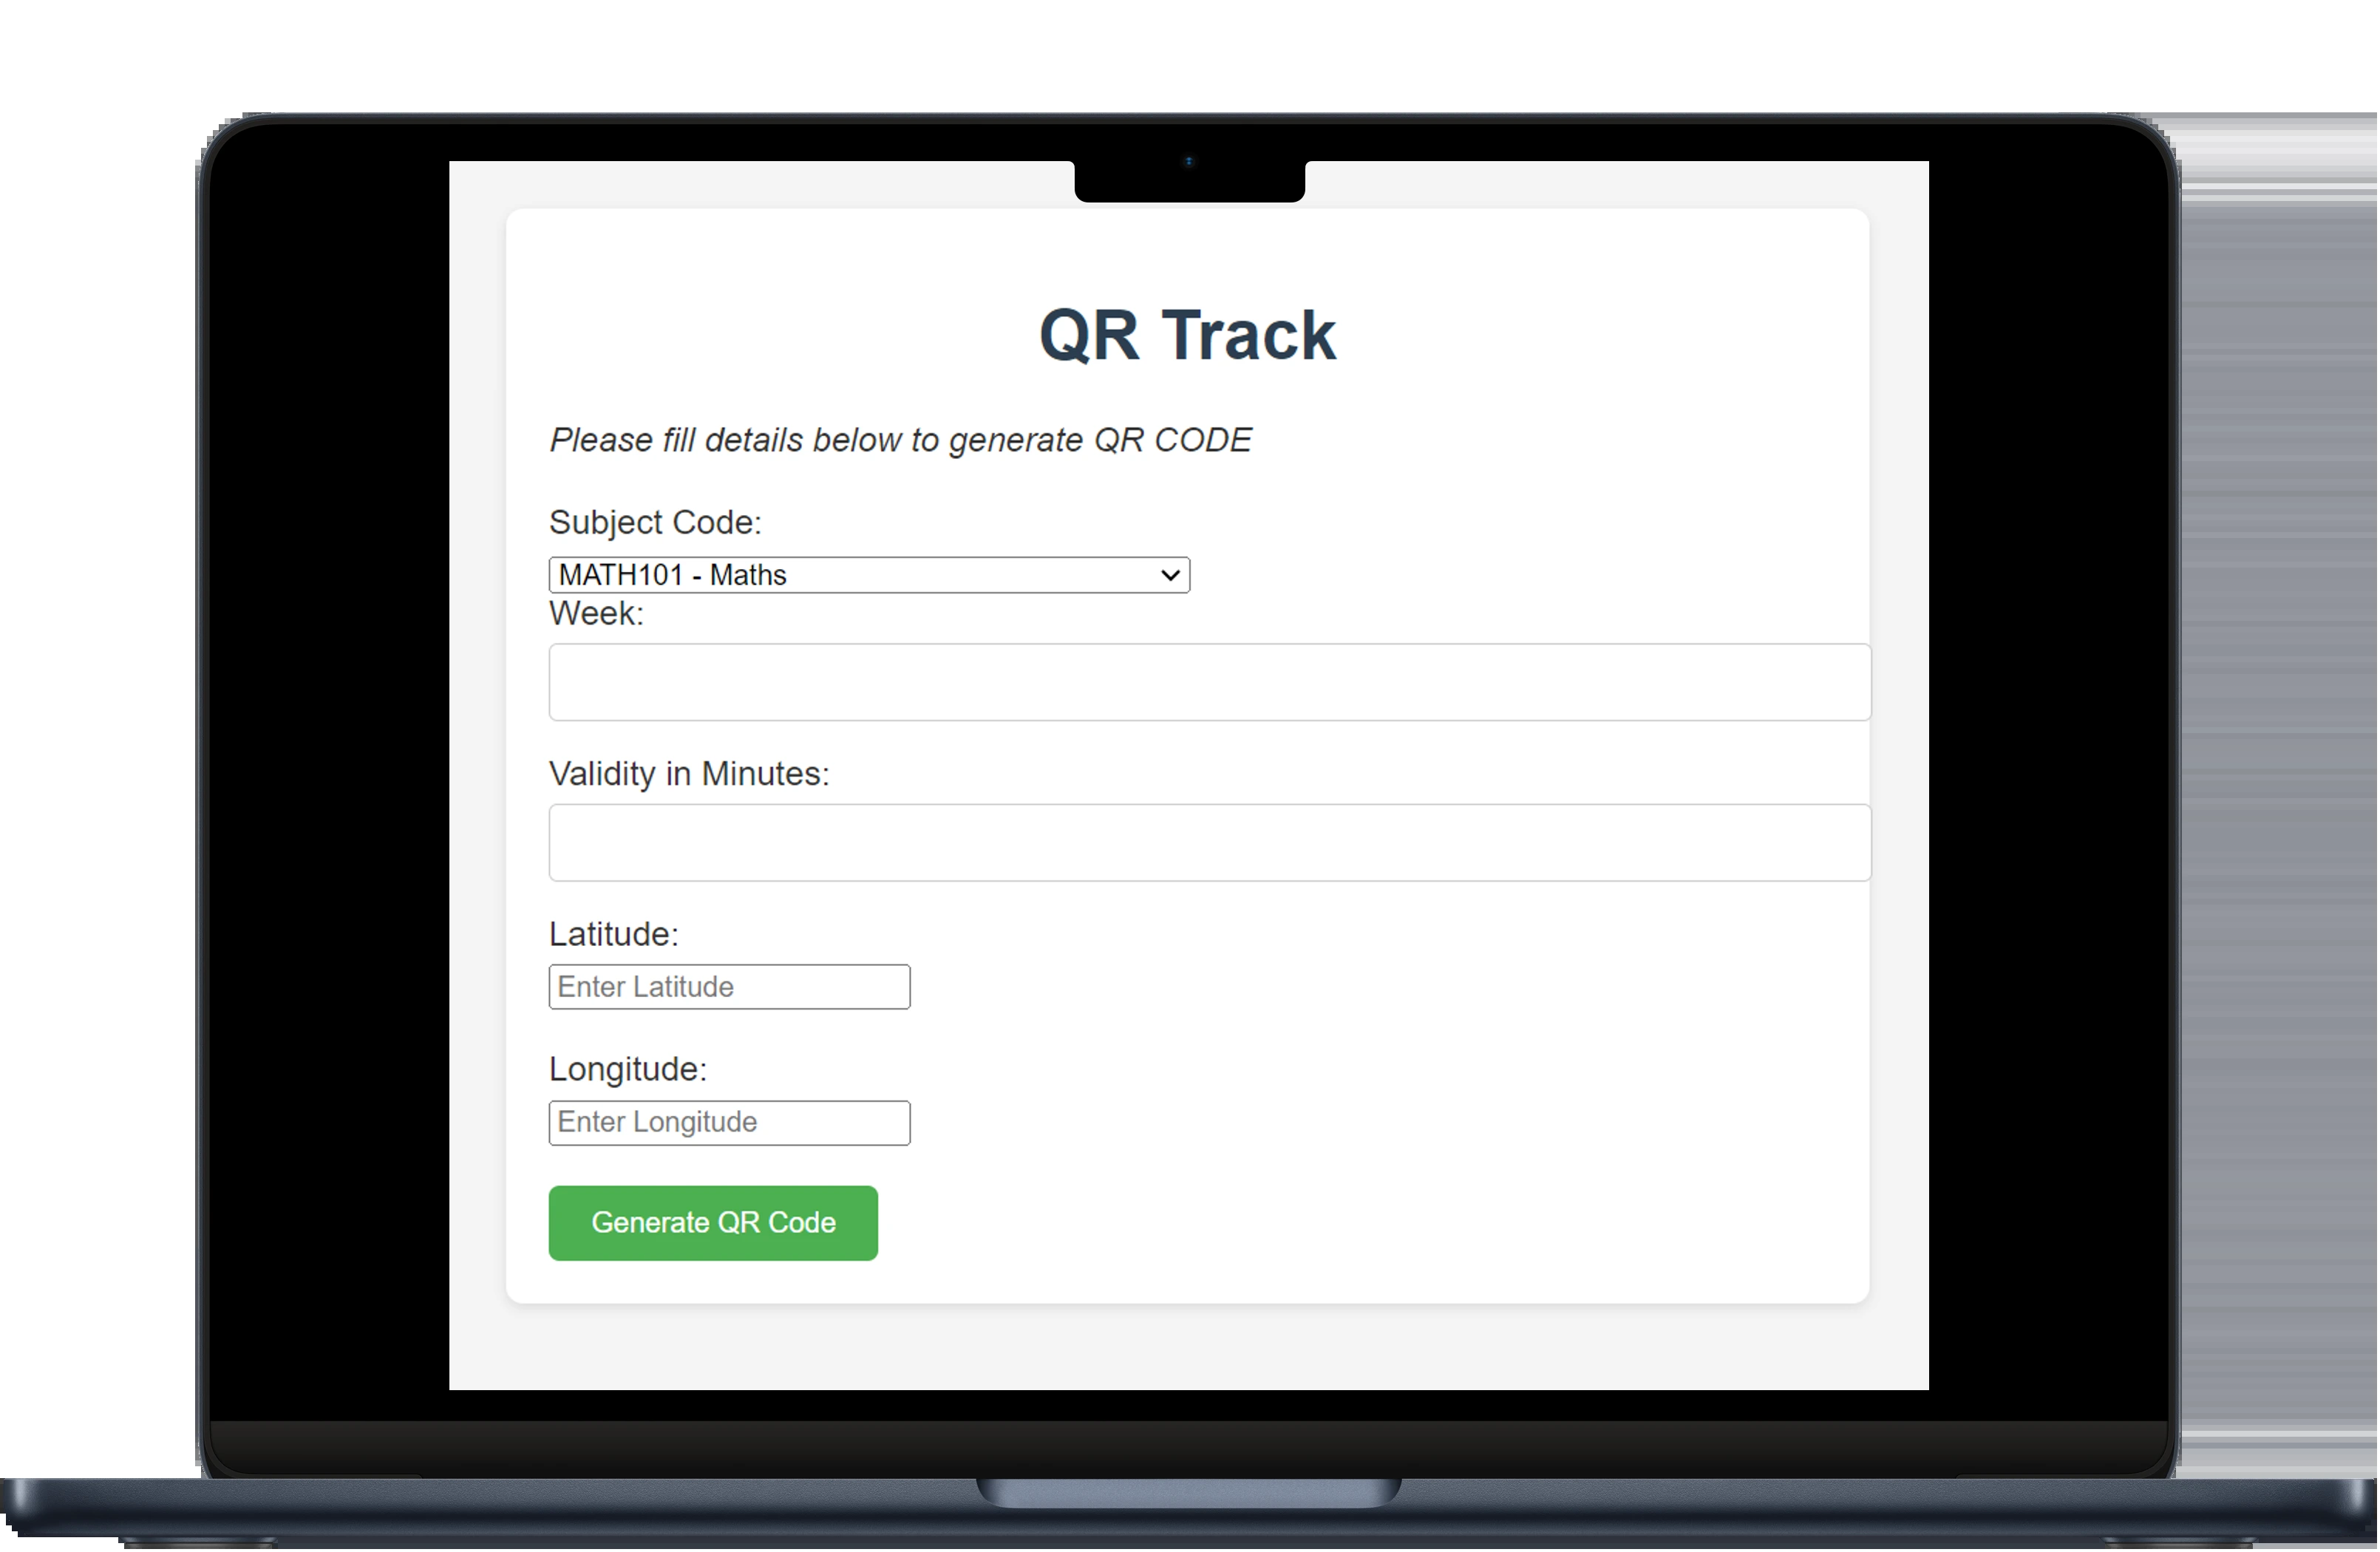 QR Track
Please fill details below to generate QR CODE
Subject Code:
MATH101 - Maths
Week:
Validity in Minutes:
Latitude:
Enter Latitude
Longitude:
Enter Longitude
Generate QR Code